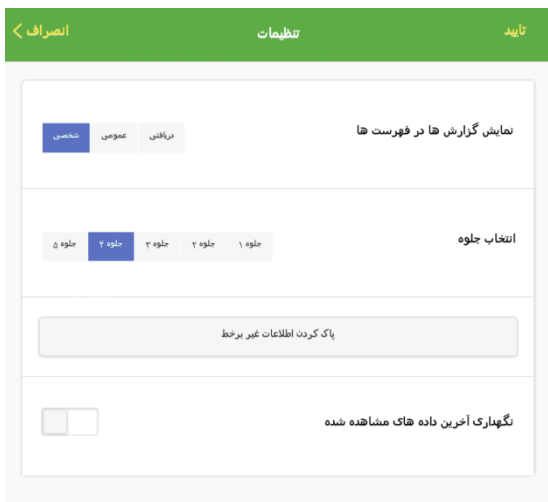 تایید
تنظیمات
انصراف
نمایش گزارش ها در فهرست ها
دریافتی عمومی شخصی
انتخاب جلوه
جلوه ۱ جلوه ۲ جلوه ۳ جلوه ۴ جلوه ۵
پاک کردن اطلاعات غیر برخط
نگهداری آخرین داده های مشاهده شده